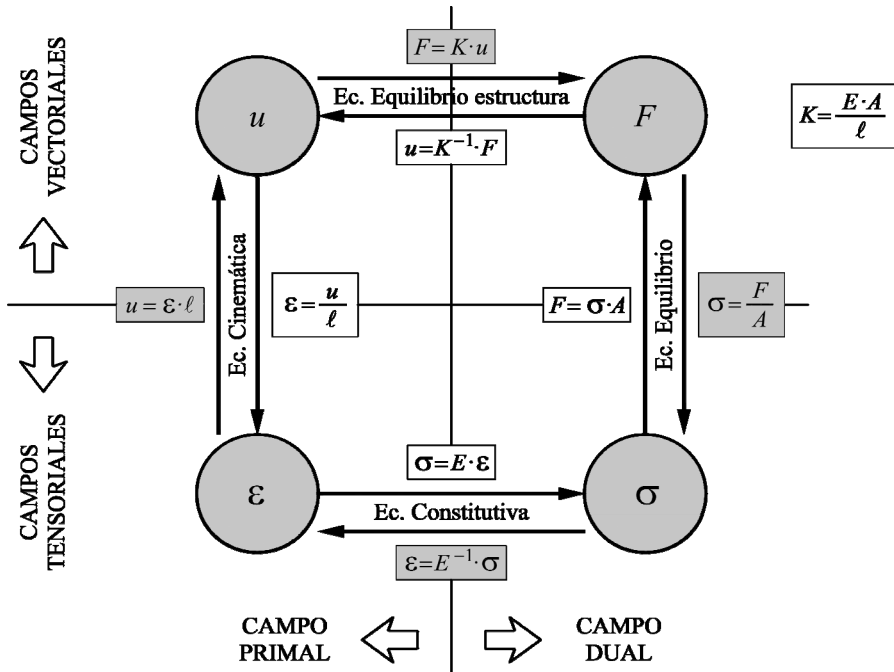 F = K·u
Ec. Equilibrio estructura
u
F
u=K⁻¹·F
K = E·A / ℓ
CAMPOS
VECTORIALES
Ec. Cinemática
Ec. Equilibrio
u = ε·ℓ
ε = u / ℓ
F = σ·A
σ = F / A
CAMPOS
TENSORIALES
σ=E·ε
ε
σ
Ec. Constitutiva
ε=E⁻¹·σ
CAMPO
PRIMAL
CAMPO
DUAL